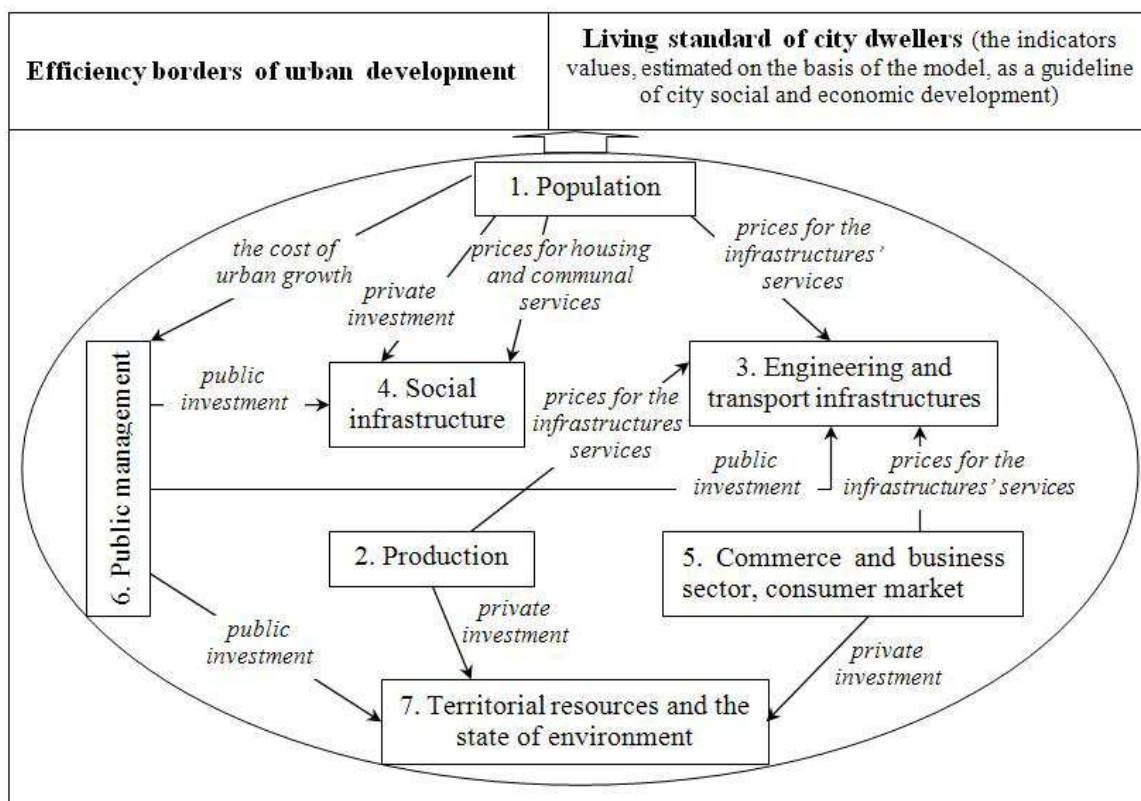 Efficiency borders of urban development
Living standard of city dwellers (the indicators
values, estimated on the basis of the model, as a guideline
of city social and economic development)
1. Population
the cost of
urban growth
private
investment
prices for housing
and communal
services
prices for the
infrastructures’
services
6. Public management
public
investment
4. Social
infrastructure
prices for the
infrastructures
services
3. Engineering and
transport infrastructures
public
investment
prices for the
infrastructures’ services
2. Production
5. Commerce and business
sector, consumer market
public
investment
private
investment
private
investment
7. Territorial resources and the
state of environment